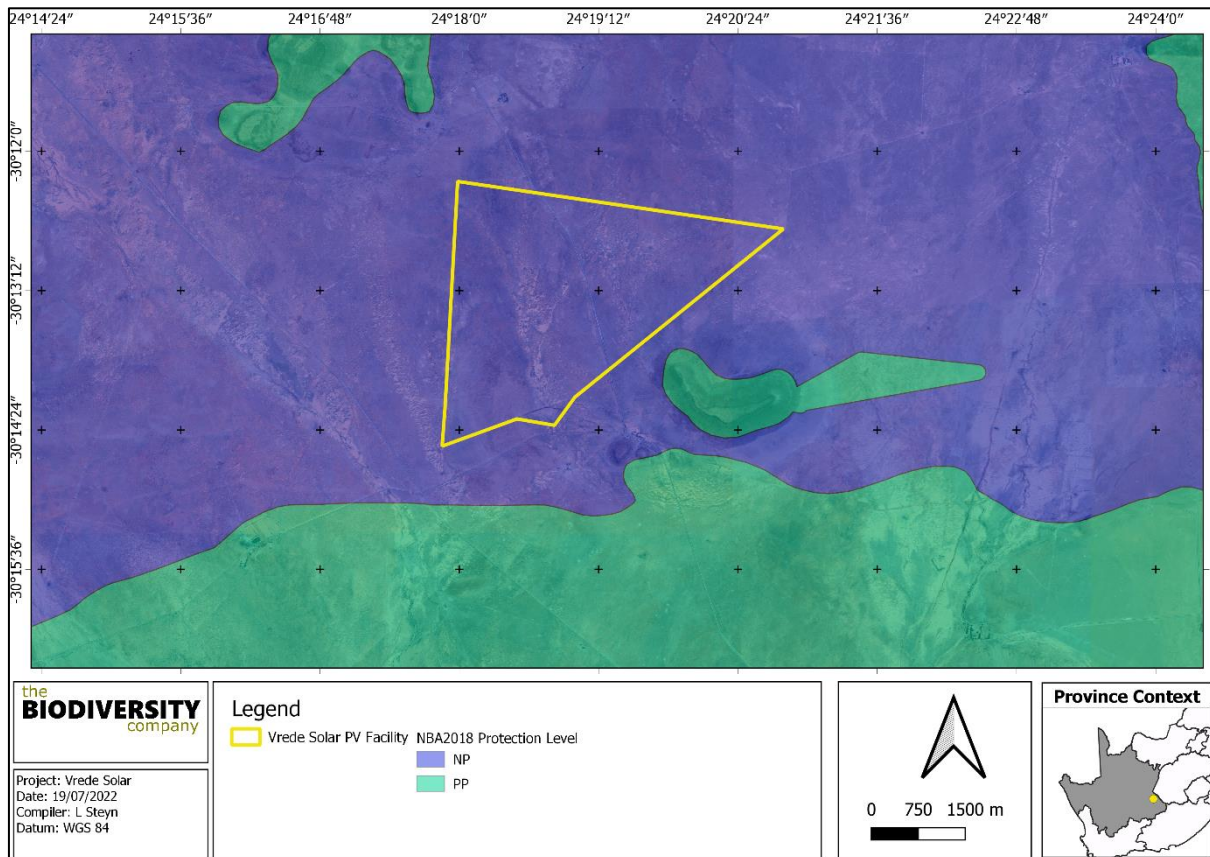 24°14′24″ 24°15′36″ 24°16′48″ 24°18′0″ 24°19′12″ 24°20′24″ 24°21′36″ 24°22′48″ 24°24′0″
-30°12′0″
-30°13′12″
-30°14′24″
-30°15′36″
the
BIODIVERSITY
company
Project: Vrede Solar
Date: 19/07/2022
Compiler: L Steyn
Datum: WGS 84
Legend
Vrede Solar PV Facility
NBA2018 Protection Level
NP
PP
0 750 1500 m
Province Context